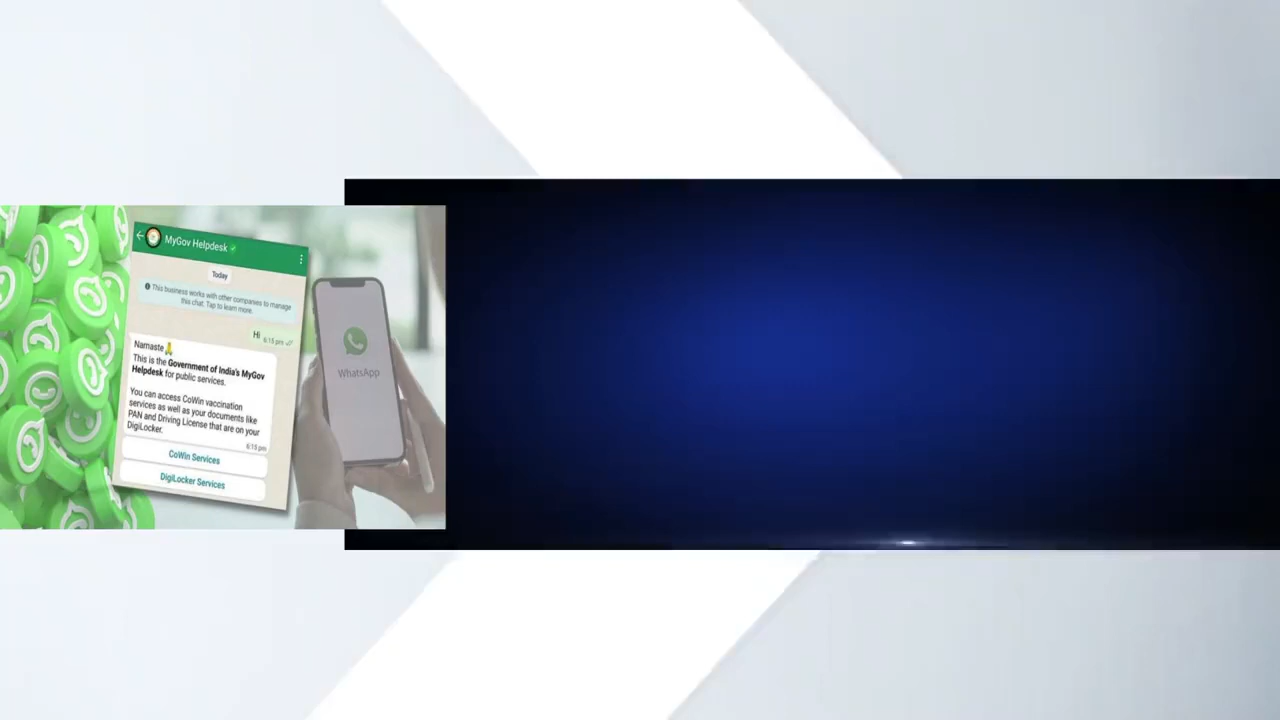 MyGov Helpdesk
Today
This business works with other companies to manage
this chat. Tap to learn more.
Hi 6:15 pm
Namaste🙏
This is the Government of India's MyGov
Helpdesk for public services.
You can access CoWin vaccination
services as well as your documents like
PAN and Driving License that are on your
DigiLocker.
6:15 pm
CoWin Services
DigiLocker Services
WhatsApp